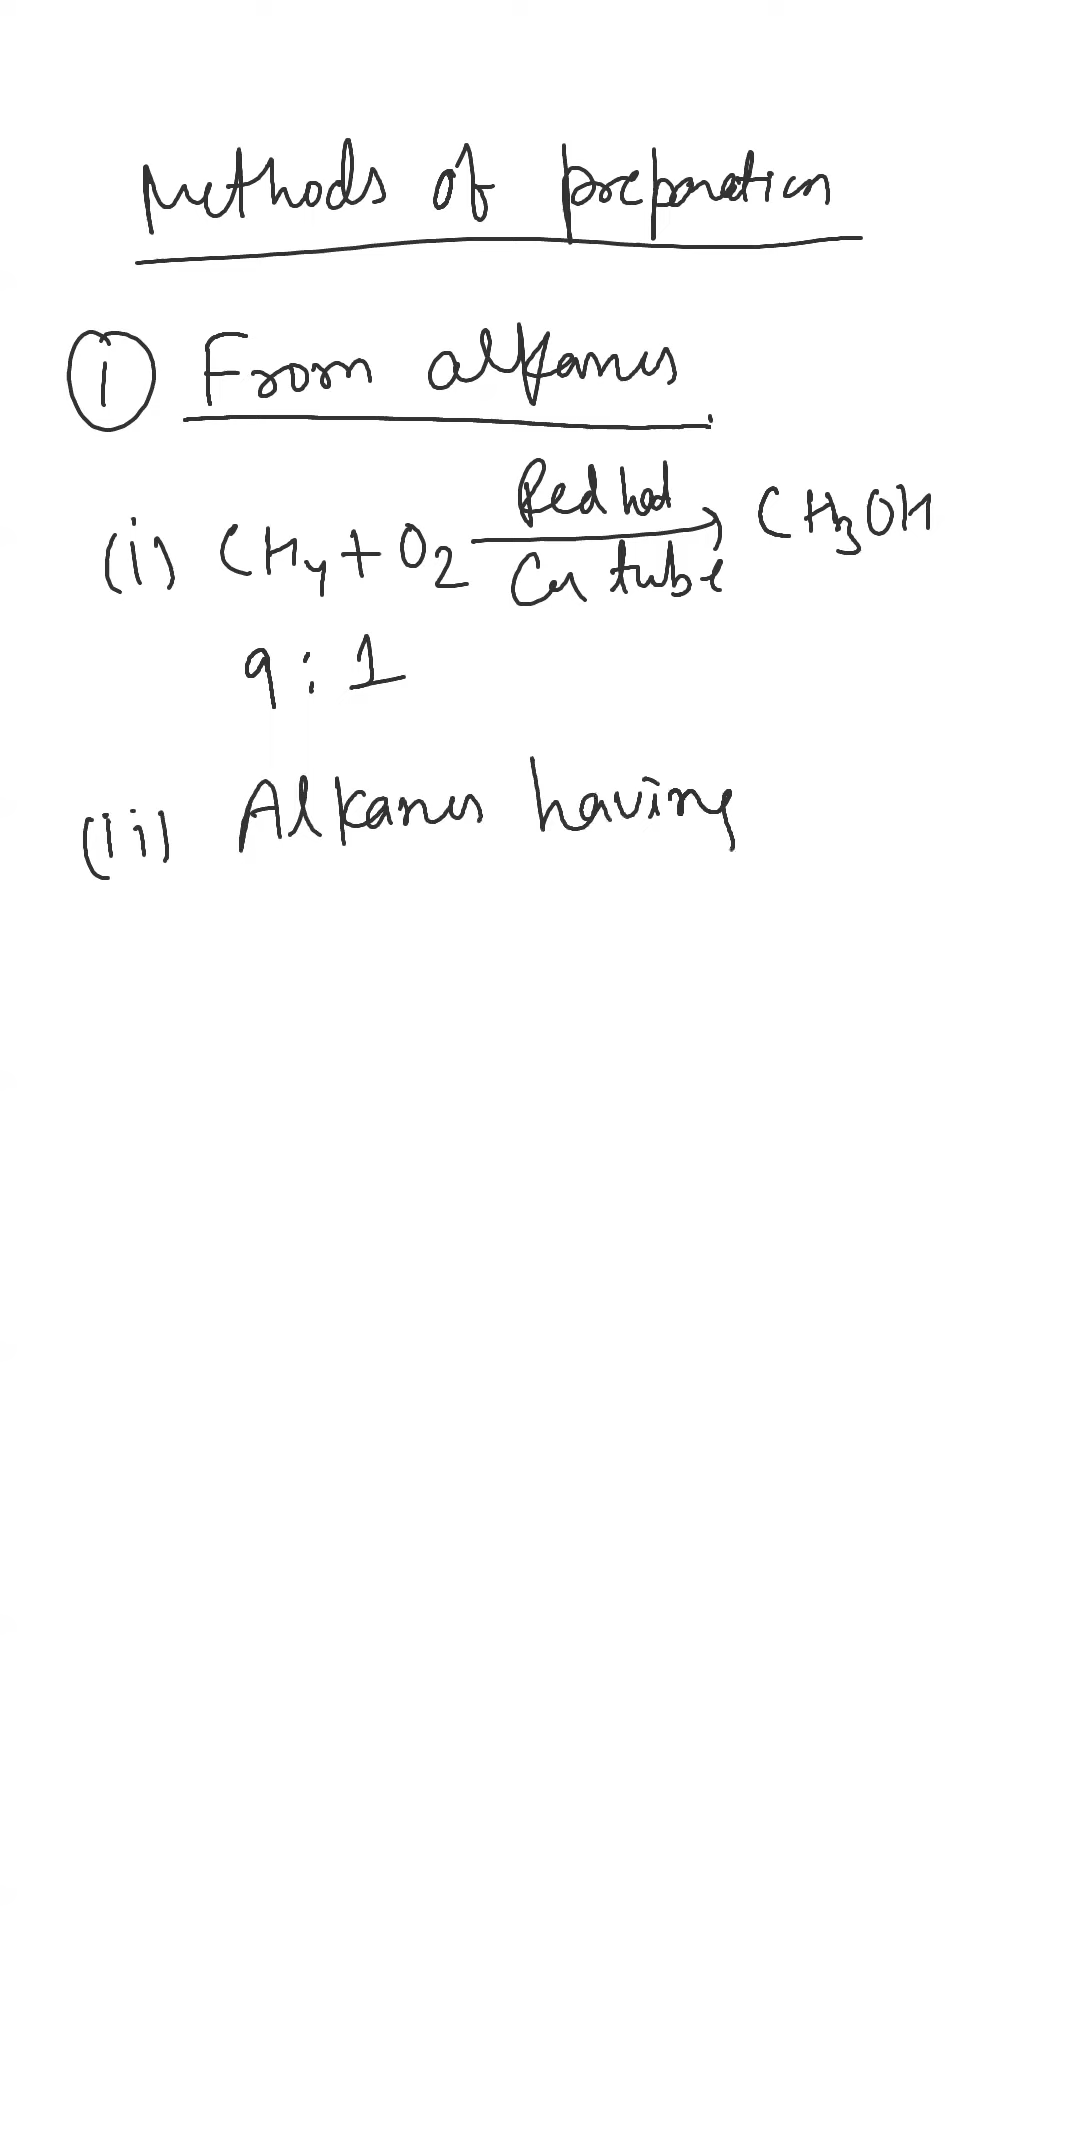 Methods of preparation
① From alkanes
(i) CH4 + O2 Red hot Cu tube → CH3OH
9 : 1
(ii) Alkanes having